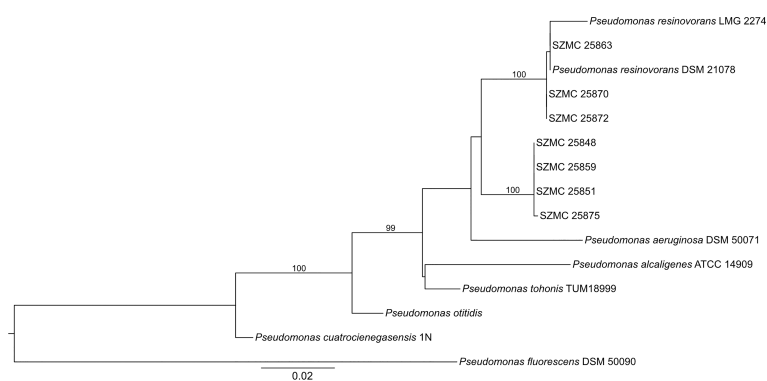 Pseudomonas resinovorans LMG 2274
SZMC 25863
Pseudomonas resinovorans DSM 21078
100
SZMC 25870
SZMC 25872
SZMC 25848
SZMC 25859
100
SZMC 25851
SZMC 25875
99
Pseudomonas aeruginosa DSM 50071
Pseudomonas alcaligenes ATCC 14909
100
Pseudomonas tohonis TUM18999
Pseudomonas otitidis
Pseudomonas cuatrocienegasensis 1N
Pseudomonas fluorescens DSM 50090
0.02